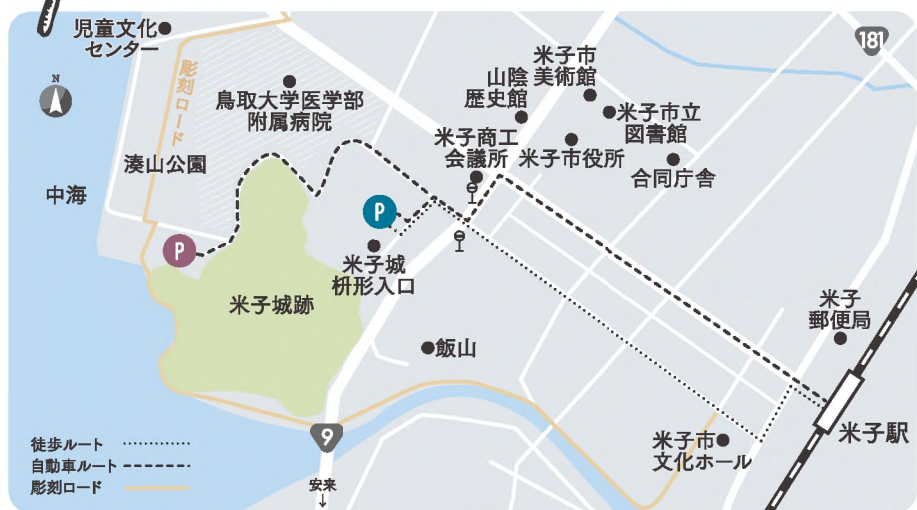 児童文化
センター
彫刻ロード
N
鳥取大学医学部
附属病院
湊山公園
中海
P
P
米子城
枡形入口
米子城跡
山陰
歴史館
米子市
美術館
米子市立
図書館
米子商工
会議所
米子市役所
合同庁舎
181
飯山
米子
郵便局
米子駅
米子市
文化ホール
9
安来
↓
徒歩ルート
自動車ルート
彫刻ロード